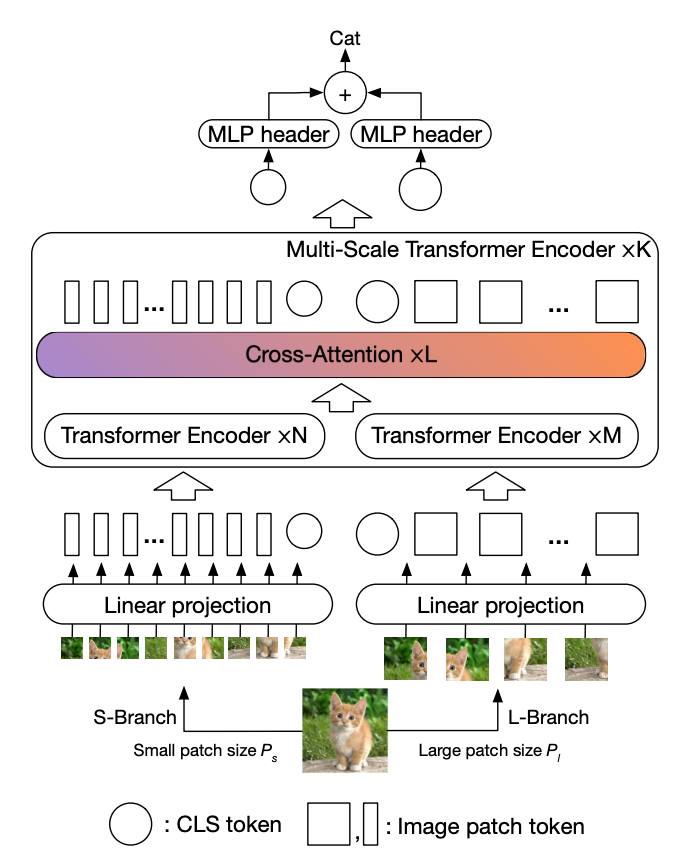 Cat
+
MLP header
MLP header
Multi-Scale Transformer Encoder ×K
...
...
Cross-Attention ×L
Transformer Encoder ×N
Transformer Encoder ×M
...
...
Linear projection
Linear projection
S-Branch
L-Branch
Small patch size Ps
Large patch size Pl
: CLS token
, : Image patch token